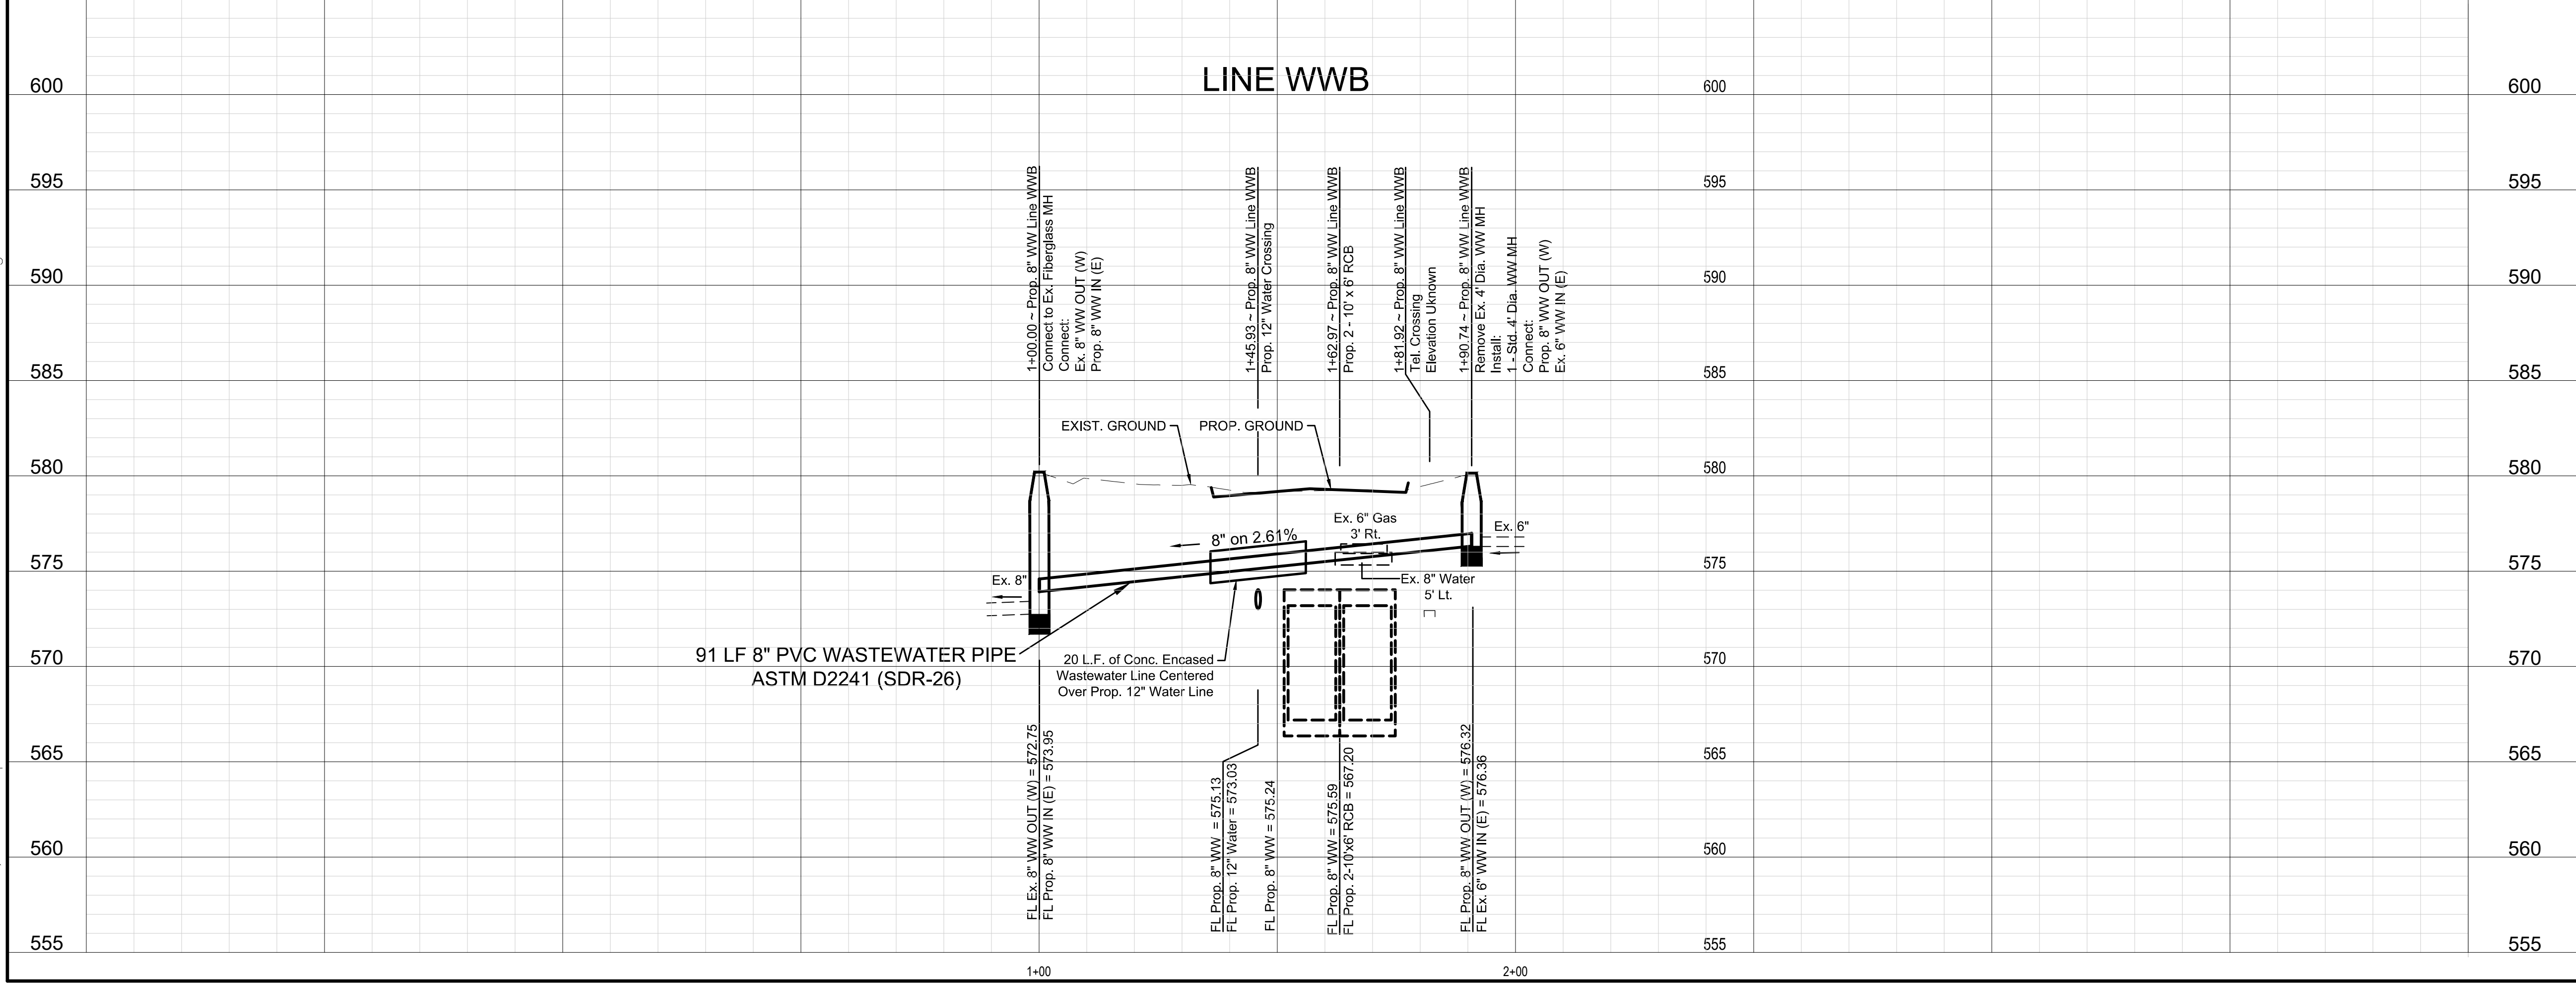 LINE WWB
600
600
600
595
595
595
590
590
590
585
585
585
580
580
580
575
575
575
570
570
570
565
565
565
560
560
560
555
555
555
1+00.00 ~ Prop. 8" WW Line WWB
Connect to Ex. Fiberglass MH
Connect:
Ex. 8" WW OUT (W)
Prop. 8" WW IN (E)
1+45.93 ~ Prop. 8" WW Line WWB
Prop. 12" Water Crossing
1+62.97 ~ Prop. 8" WW Line WWB
Prop. 2 - 10' x 6' RCB
1+81.92 ~ Prop. 8" WW Line WWB
Tel. Crossing
Elevation Uknown
1+90.74 ~ Prop. 8" WW Line WWB
Remove Ex. 4' Dia. WW MH
Install:
1 - Std. 4' Dia. WW MH
Connect:
Prop. 8" WW OUT (W)
Ex. 6" WW IN (E)
EXIST. GROUND
PROP. GROUND
8" on 2.61%
Ex. 6" Gas
3' Rt.
Ex. 6"
Ex. 8"
Ex. 8" Water
5' Lt.
91 LF 8" PVC WASTEWATER PIPE
ASTM D2241 (SDR-26)
20 L.F. of Conc. Encased
Wastewater Line Centered
Over Prop. 12" Water Line
FL Ex. 8" WW OUT (W) = 572.75
FL Prop. 8" WW IN (E) = 573.95
FL Prop. 8" WW = 575.13
FL Prop. 12" Water = 573.03
FL Prop. 8" WW = 575.24
FL Prop. 8" WW = 575.59
FL Prop. 2-10'x6' RCB = 567.20
FL Prop. 8" WW OUT (W) = 576.32
FL Ex. 6" WW IN (E) = 576.36
1+00
2+00